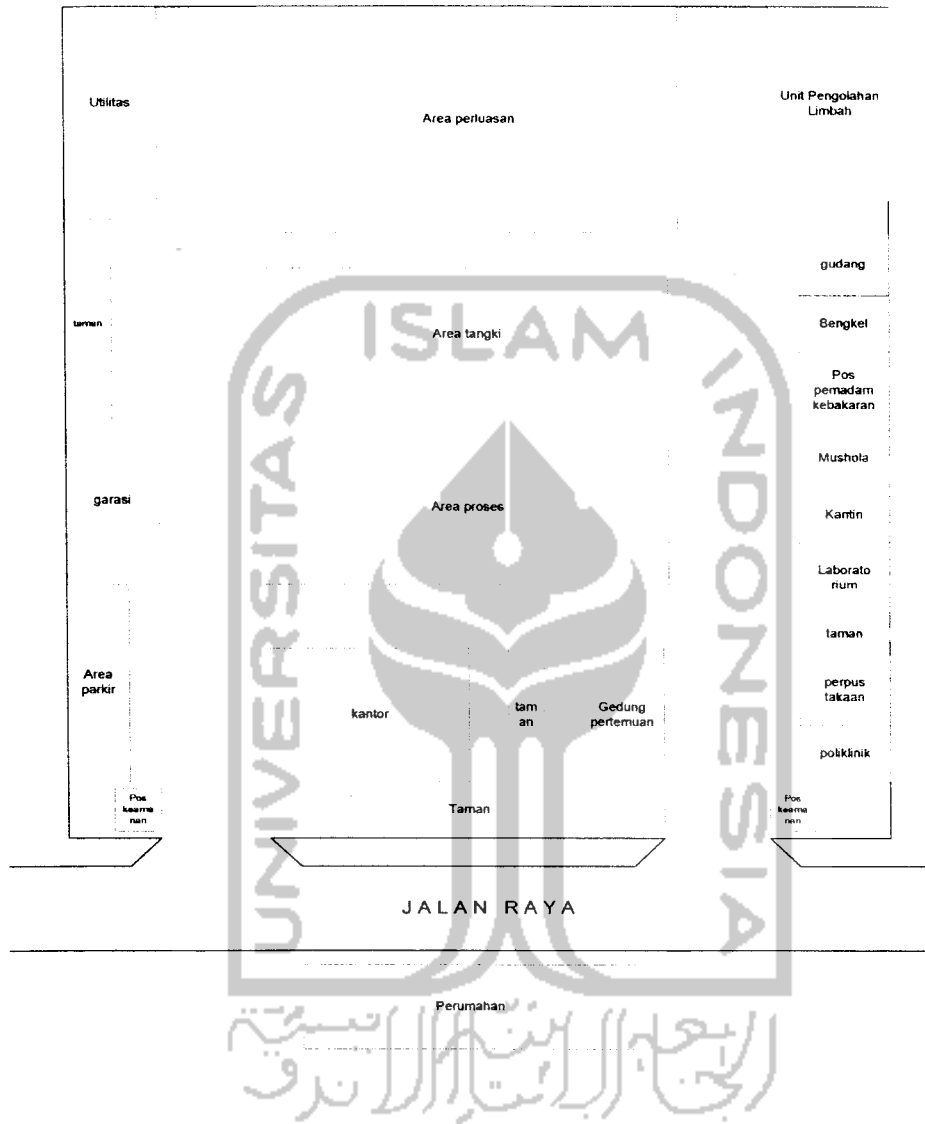 Utilitas
Area perluasan
Unit Pengolahan
Limbah
gudang
taman
Area tangki
Bengkel
Pos
pemadam
kebakaran
Mushola
garasi
Area proses
Kantin
Laborato
rium
taman
Area
parkir
kantor
tam
an
Gedung
pertemuan
perpus
takaan
poliklinik
Pos
keama
nan
Taman
Pos
keama
nan
JALAN RAYA
Perumahan
UNIVERSITAS
ISLAM
INDONESIA